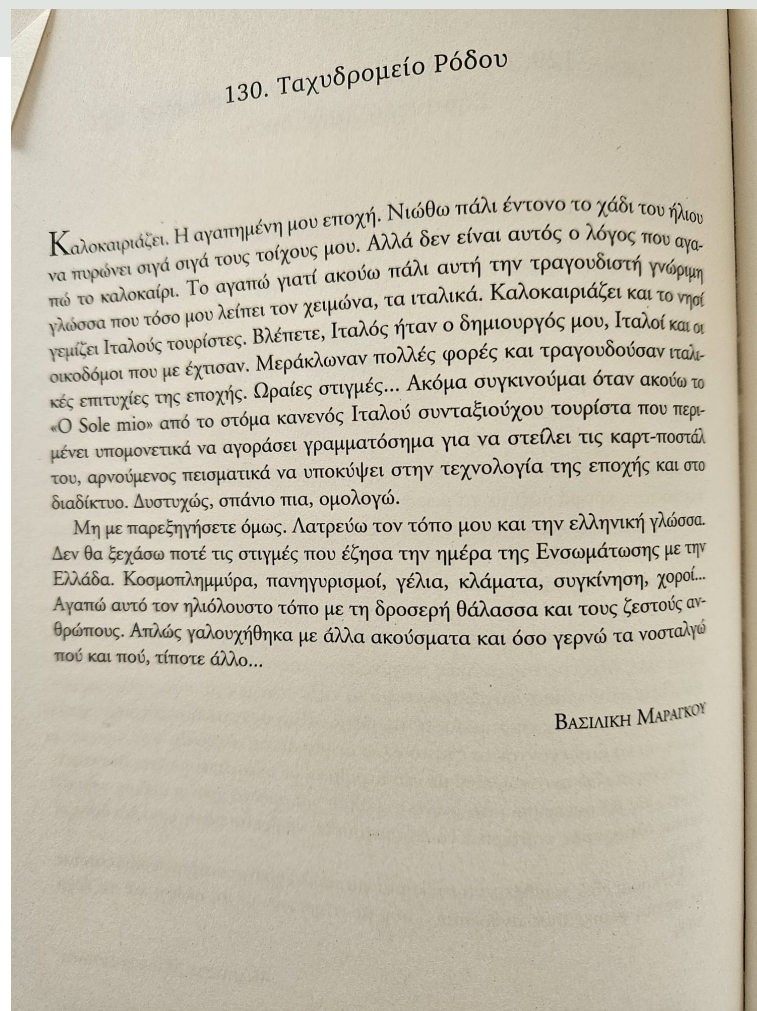 130. Ταχυδρομείο Ρόδου
Καλοκαιριάζει. Η αγαπημένη μου εποχή. Νιώθω πάλι έντονο το χάδι του ήλιου
να πυρώνει σιγά σιγά τους τοίχους μου. Αλλά δεν είναι αυτός ο λόγος που αγα-
πώ το καλοκαίρι. Το αγαπώ γιατί ακούω πάλι αυτή την τραγουδιστή γνώριμη
γλώσσα που τόσο μου λείπει τον χειμώνα, τα ιταλικά. Καλοκαιριάζει και το νησί
γεμίζει Ιταλούς τουρίστες. Βλέπετε, Ιταλός ήταν ο δημιουργός μου, Ιταλοί και οι
οικοδόμοι που με έχτισαν. Μεράκλωναν πολλές φορές και τραγουδούσαν ιταλι-
κές επιτυχίες της εποχής. Ωραίες στιγμές... Ακόμα συγκινούμαι όταν ακούω το
«O Sole mio» από το στόμα κανενός Ιταλού συνταξιούχου τουρίστα που περι-
μένει υπομονετικά να αγοράσει γραμματόσημα για να στείλει τις καρτ-ποστάλ
του, αρνούμενος πεισματικά να υποκύψει στην τεχνολογία της εποχής και στο
διαδίκτυο. Δυστυχώς, σπάνιο πια, ομολογώ.
Μη με παρεξηγήσετε όμως. Λατρεύω τον τόπο μου και την ελληνική γλώσσα.
Δεν θα ξεχάσω ποτέ τις στιγμές που έζησα την ημέρα της Ενσωμάτωσης με την
Ελλάδα. Κοσμοπλημμύρα, πανηγυρισμοί, γέλια, κλάματα, συγκίνηση, χοροί...
Αγαπώ αυτό τον ηλιόλουστο τόπο με τη δροσερή θάλασσα και τους ζεστούς αν-
θρώπους. Απλώς γαλουχήθηκα με άλλα ακούσματα και όσο γερνώ τα νοσταλγώ
πού και πού, τίποτε άλλο...
ΒΑΣΙΛΙΚΗ ΜΑΡΑΓΚΟΥ